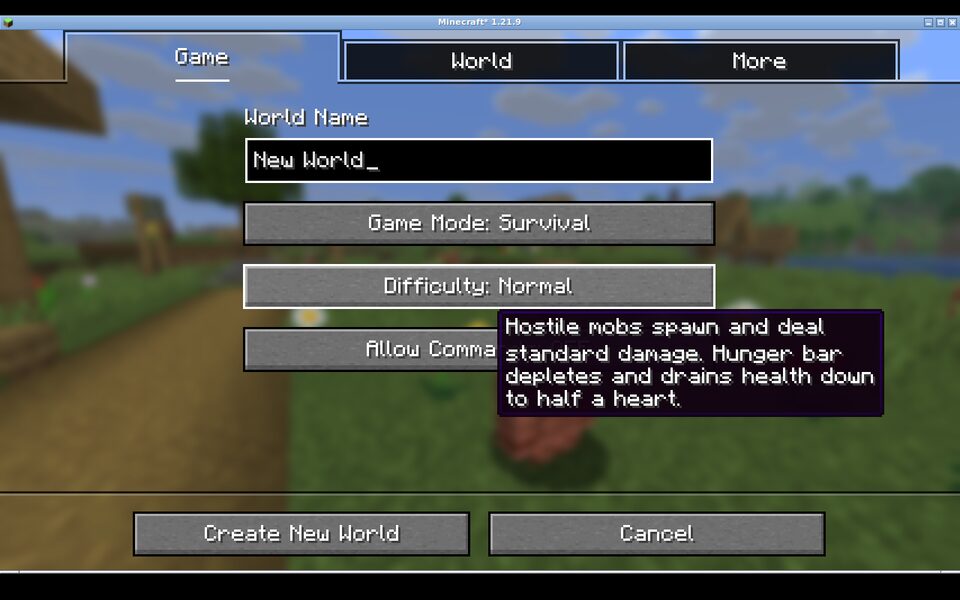 Minecraft* 1.21.9
Game
World
More
World Name
New World_
Game Mode: Survival
Difficulty: Normal
Allow Comma
Hostile mobs spawn and deal
standard damage. Hunger bar
depletes and drains health down
to half a heart.
Create New World
Cancel